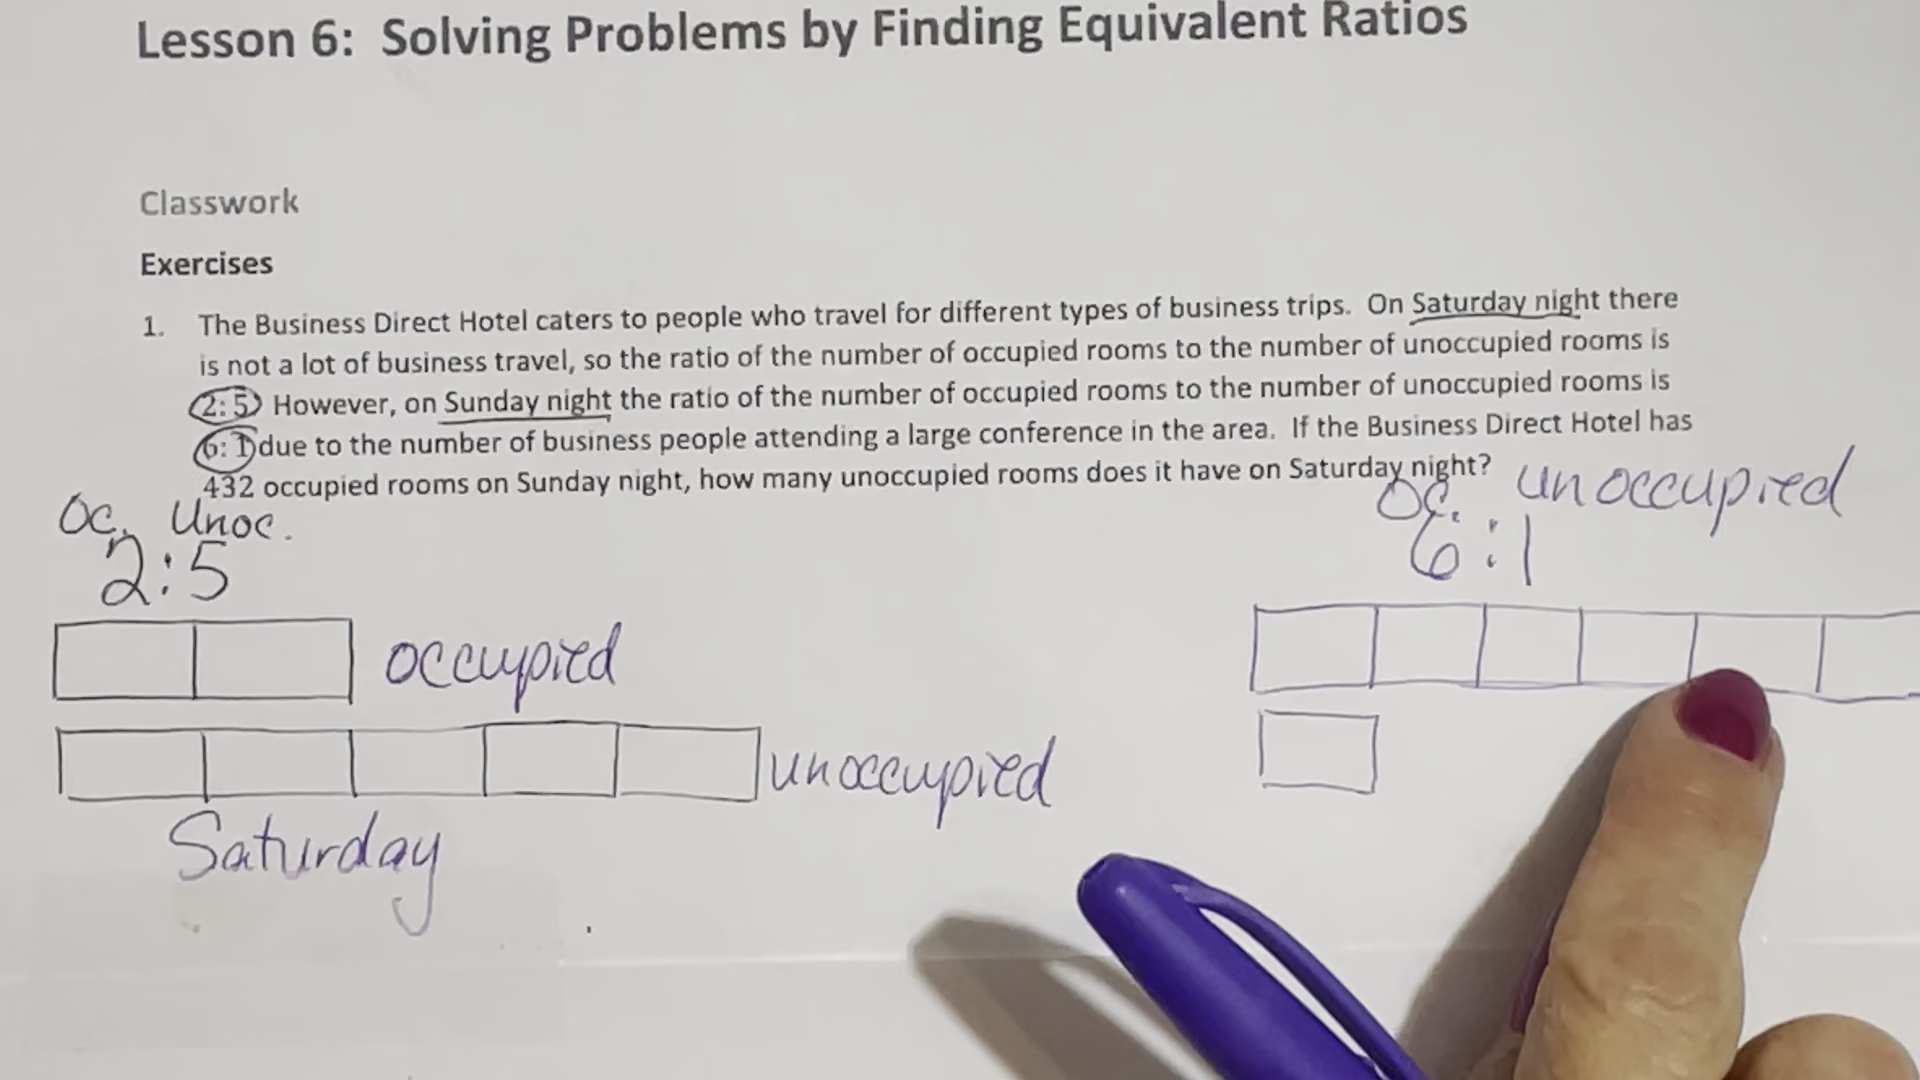 Lesson 6: Solving Problems by Finding Equivalent Ratios
Classwork
Exercises
1. The Business Direct Hotel caters to people who travel for different types of business trips. On Saturday night there
is not a lot of business travel, so the ratio of the number of occupied rooms to the number of unoccupied rooms is
2:5 However, on Sunday night the ratio of the number of occupied rooms to the number of unoccupied rooms is
6:1 due to the number of business people attending a large conference in the area. If the Business Direct Hotel has
432 occupied rooms on Sunday night, how many unoccupied rooms does it have on Saturday night?
Oc. Unoc.
2:5
occupied
unoccupied
Saturday
Oc. unoccupied
6:1